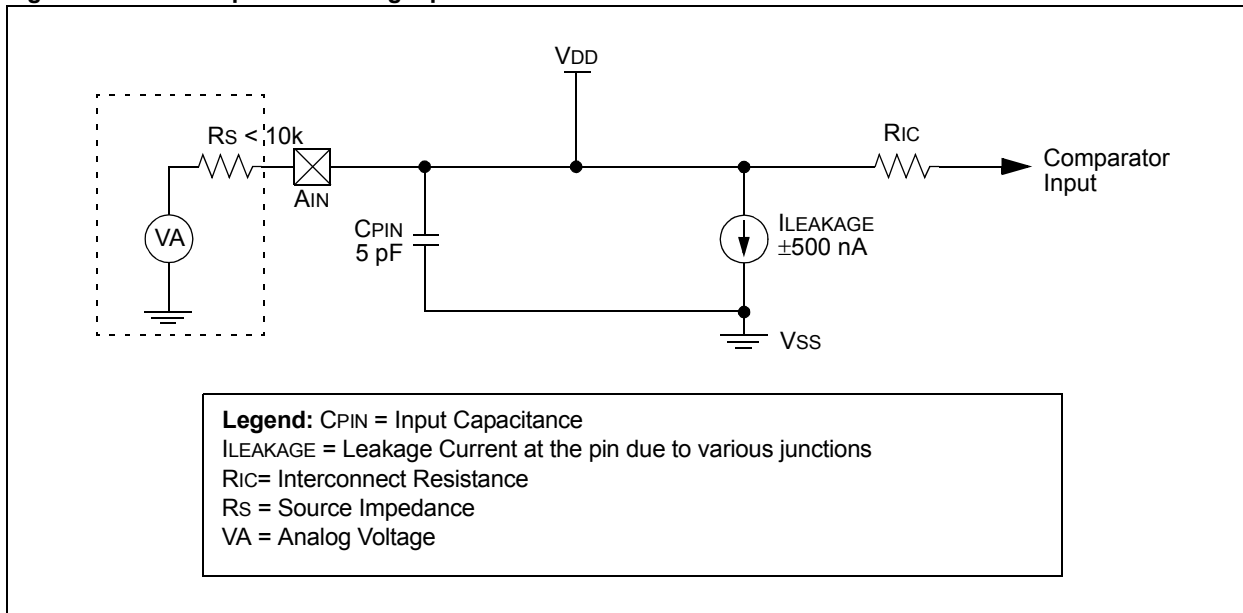 VDD
RS < 10k
RIC
Comparator
Input
AIN
CPIN
5 pF
ILEAKAGE
±500 nA
VA
VSS
Legend: CPIN = Input Capacitance
ILEAKAGE = Leakage Current at the pin due to various junctions
RIC= Interconnect Resistance
RS = Source Impedance
VA = Analog Voltage